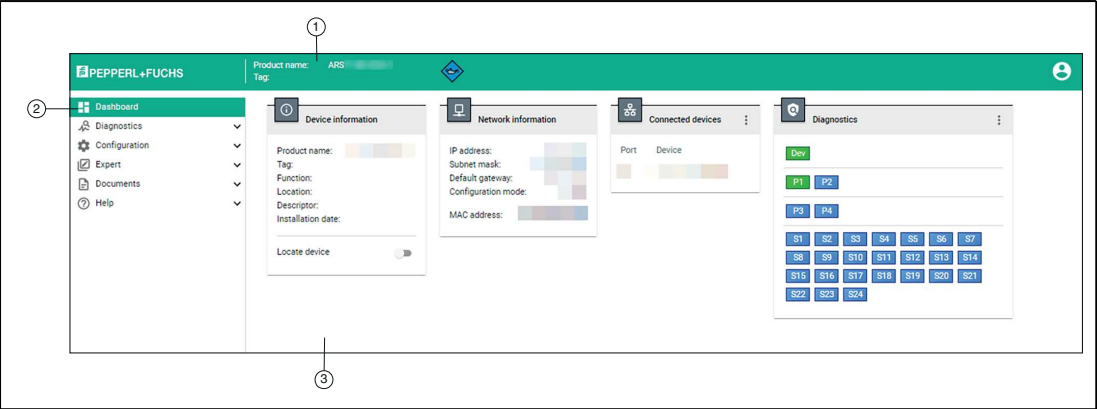 1
PEPPERL+FUCHS
Product name: ARS
Tag:
2
Dashboard
Diagnostics
Configuration
Expert
Documents
Help
Device information
Product name:
Tag:
Function:
Location:
Descriptor:
Installation date:
Locate device
Network information
IP address:
Subnet mask:
Default gateway:
Configuration mode:
MAC address:
Connected devices
Port Device
Diagnostics
Dev
P1 P2
P3 P4
S1 S2 S3 S4 S5 S6 S7
S8 S9 S10 S11 S12 S13 S14
S15 S16 S17 S18 S19 S20 S21
S22 S23 S24
3